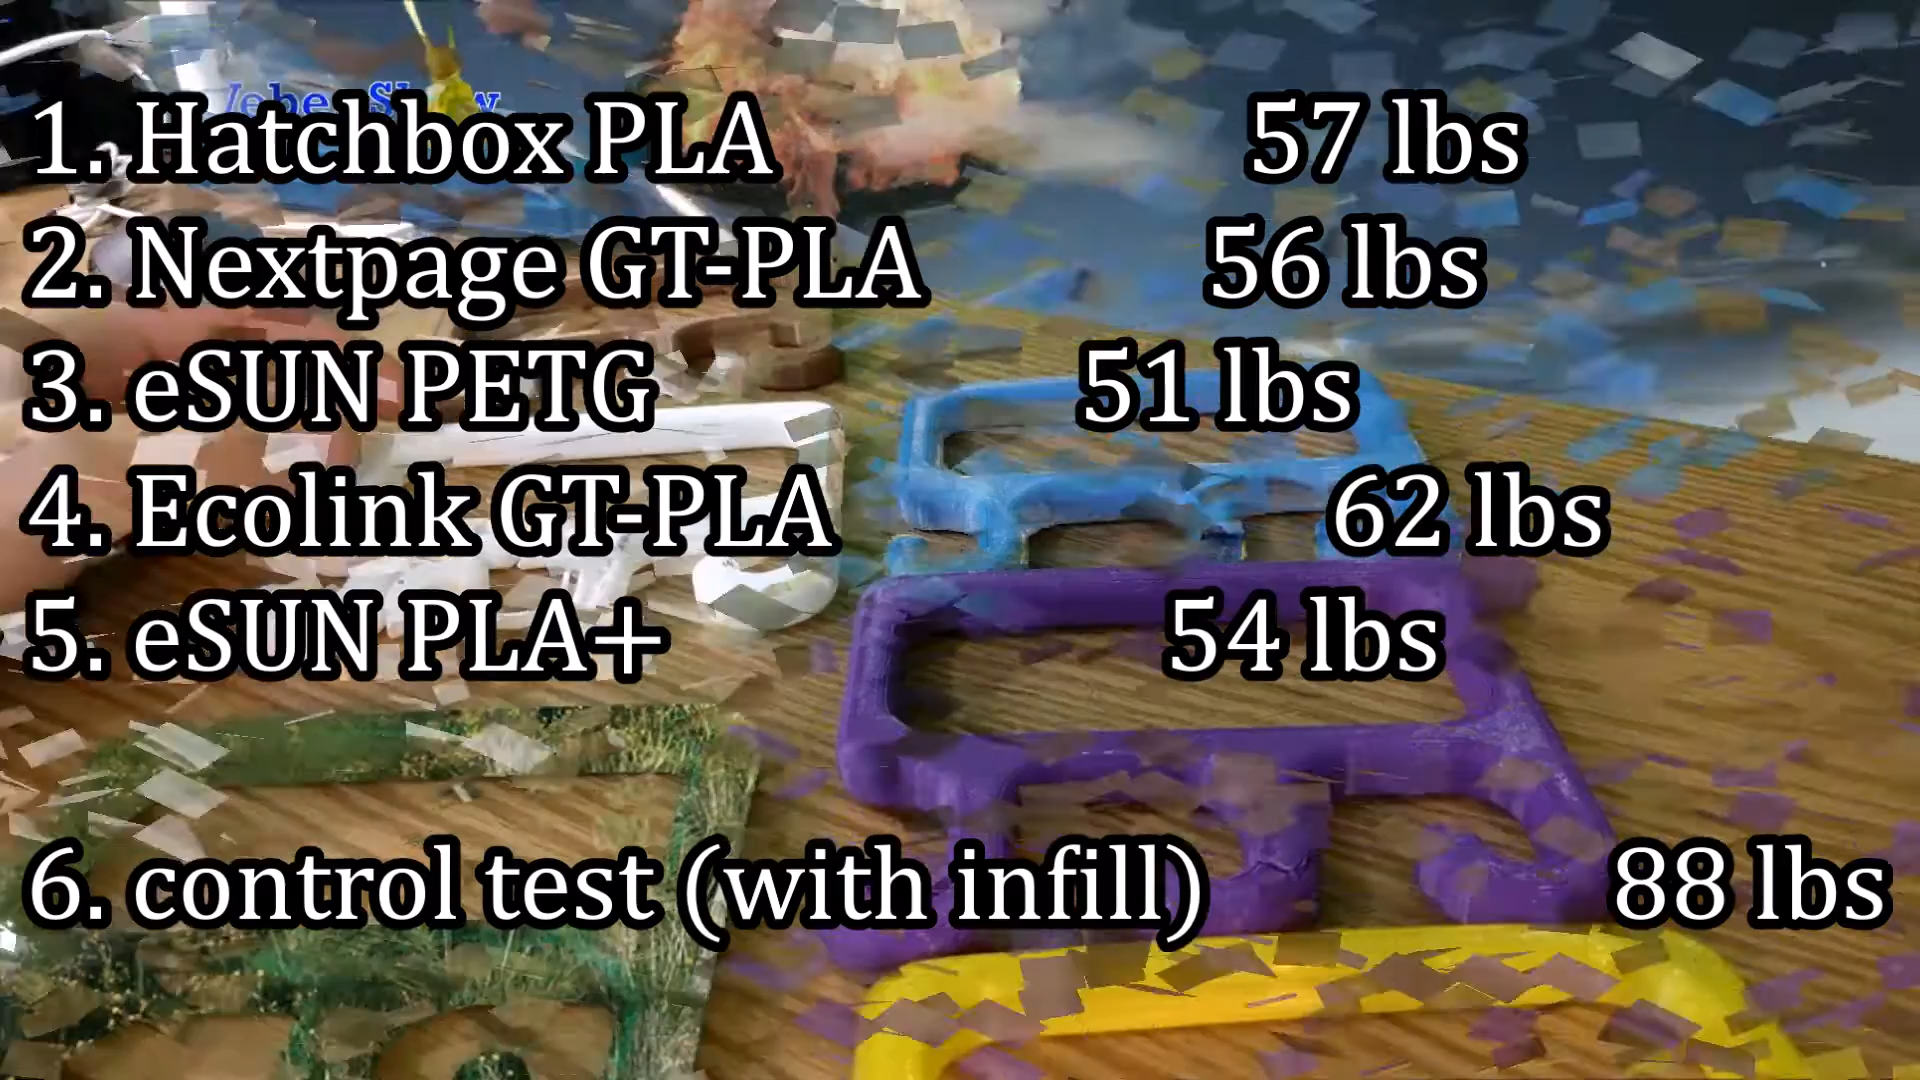 1. Hatchbox PLA 57 lbs
2. Nextpage GT-PLA 56 lbs
3. eSUN PETG 51 lbs
4. Ecolink GT-PLA 62 lbs
5. eSUN PLA+ 54 lbs
6. control test (with infill) 88 lbs